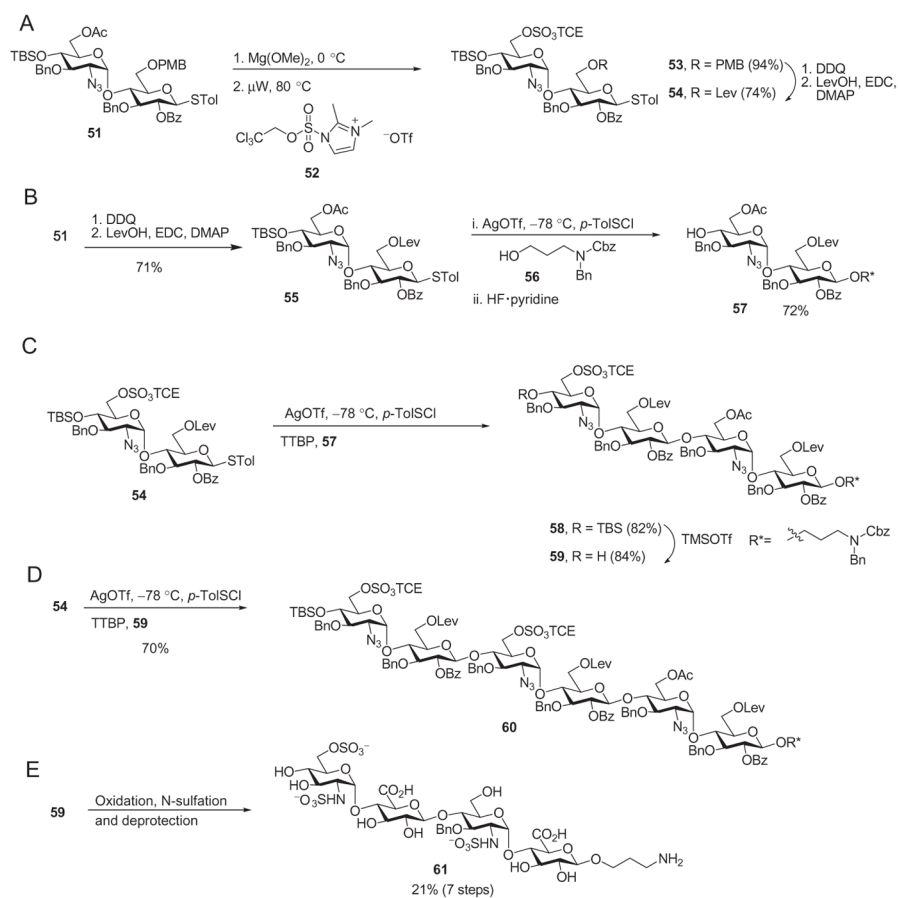 A
OAc
TBSO
O
BnO
N3
O
OPMB
O
BnO
STol
OBz
51
1. Mg(OMe)2, 0 °C
2. μW, 80 °C
Cl3C
O
O
S
O
N
N
+
−OTf
52
OSO3TCE
TBSO
O
BnO
N3
O
OR
O
BnO
STol
OBz
53, R = PMB (94%)
54, R = Lev (74%)
1. DDQ
2. LevOH, EDC,
DMAP
B
51
1. DDQ
2. LevOH, EDC, DMAP
71%
OAc
TBSO
O
BnO
N3
O
OLev
O
BnO
STol
OBz
55
i. AgOTf, −78 °C, p-TolSCl
HO
N
Cbz
Bn
56
ii. HF·pyridine
OAc
HO
O
BnO
N3
O
OLev
O
BnO
OR*
OBz
57
72%
C
OSO3TCE
TBSO
O
BnO
N3
O
OLev
O
BnO
STol
OBz
54
AgOTf, −78 °C, p-TolSCl
TTBP, 57
OSO3TCE
RO
O
BnO
N3
O
OLev
O
BnO
OBz
O
OAc
O
BnO
N3
O
OLev
O
BnO
OBz
OR*
58, R = TBS (82%)
59, R = H (84%)
TMSOTf
R*=
N
Cbz
Bn
D
54
AgOTf, −78 °C, p-TolSCl
TTBP, 59
70%
OSO3TCE
TBSO
O
BnO
N3
O
OLev
O
BnO
OBz
O
OSO3TCE
O
BnO
N3
O
OLev
O
BnO
OBz
O
OAc
O
BnO
N3
O
OLev
O
BnO
OBz
OR*
60
E
59
Oxidation, N-sulfation
and deprotection
OSO3−
HO
O
HO
−O3SHN
O
CO2H
O
HO
OH
O
HO
O
BnO
−O3SHN
O
CO2H
O
HO
OH
O
NH2
61
21% (7 steps)